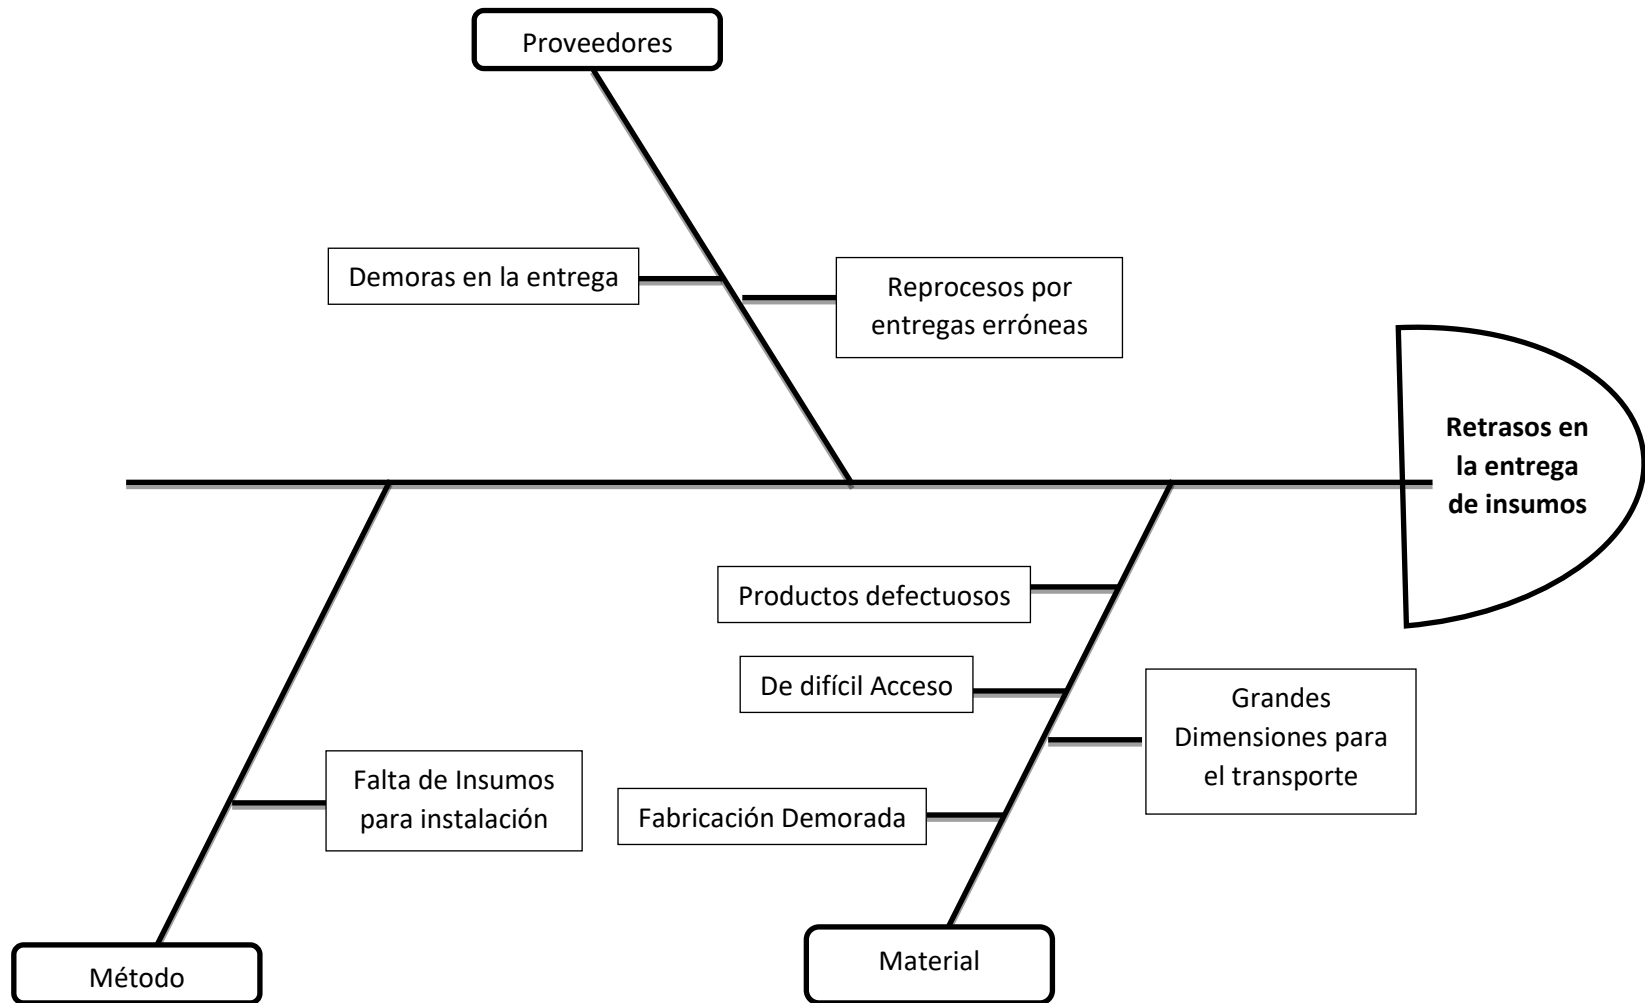 Proveedores
Demoras en la entrega
Reprocesos por
entregas erróneas
Retrasos en
la entrega
de insumos
Productos defectuosos
De difícil Acceso
Grandes
Dimensiones para
el transporte
Falta de Insumos
para instalación
Fabricación Demorada
Método
Material